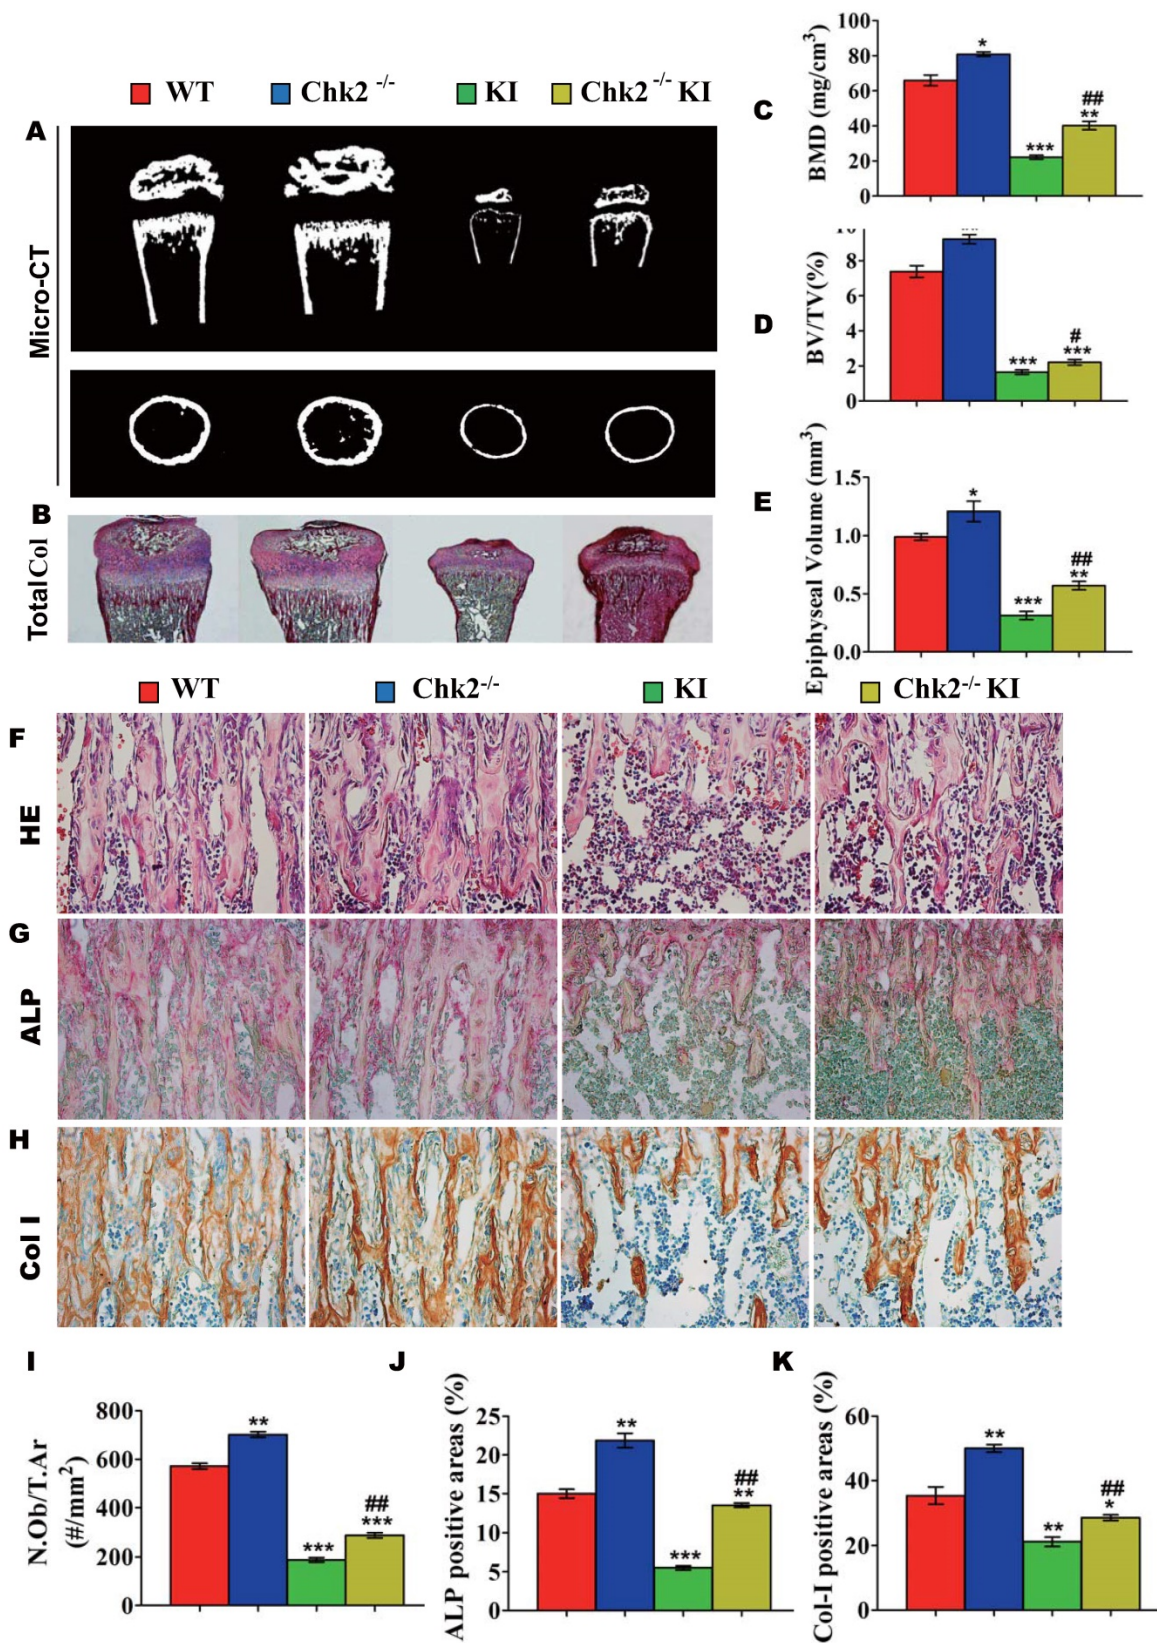 WT Chk2 -/- KI Chk2 -/- KI
A
Micro-CT
B
Total Col
C
BMD (mg/cm3)
100
80
60
40
20
0
*
***
##
**
D
BV/TV(%)
10
8
6
4
2
0
***
#
***
E
Epiphyseal Volume (mm3)
1.5
1.0
0.5
0.0
*
***
##
**
WT Chk2-/- KI Chk2-/- KI
F
HE
G
ALP
H
Col I
I
N.Ob/T.Ar
(#/mm2)
800
600
400
200
0
**
***
##
***
J
ALP positive areas (%)
25
20
15
10
5
0
**
***
##
**
K
Col-I positive areas (%)
60
40
20
0
**
**
##
*